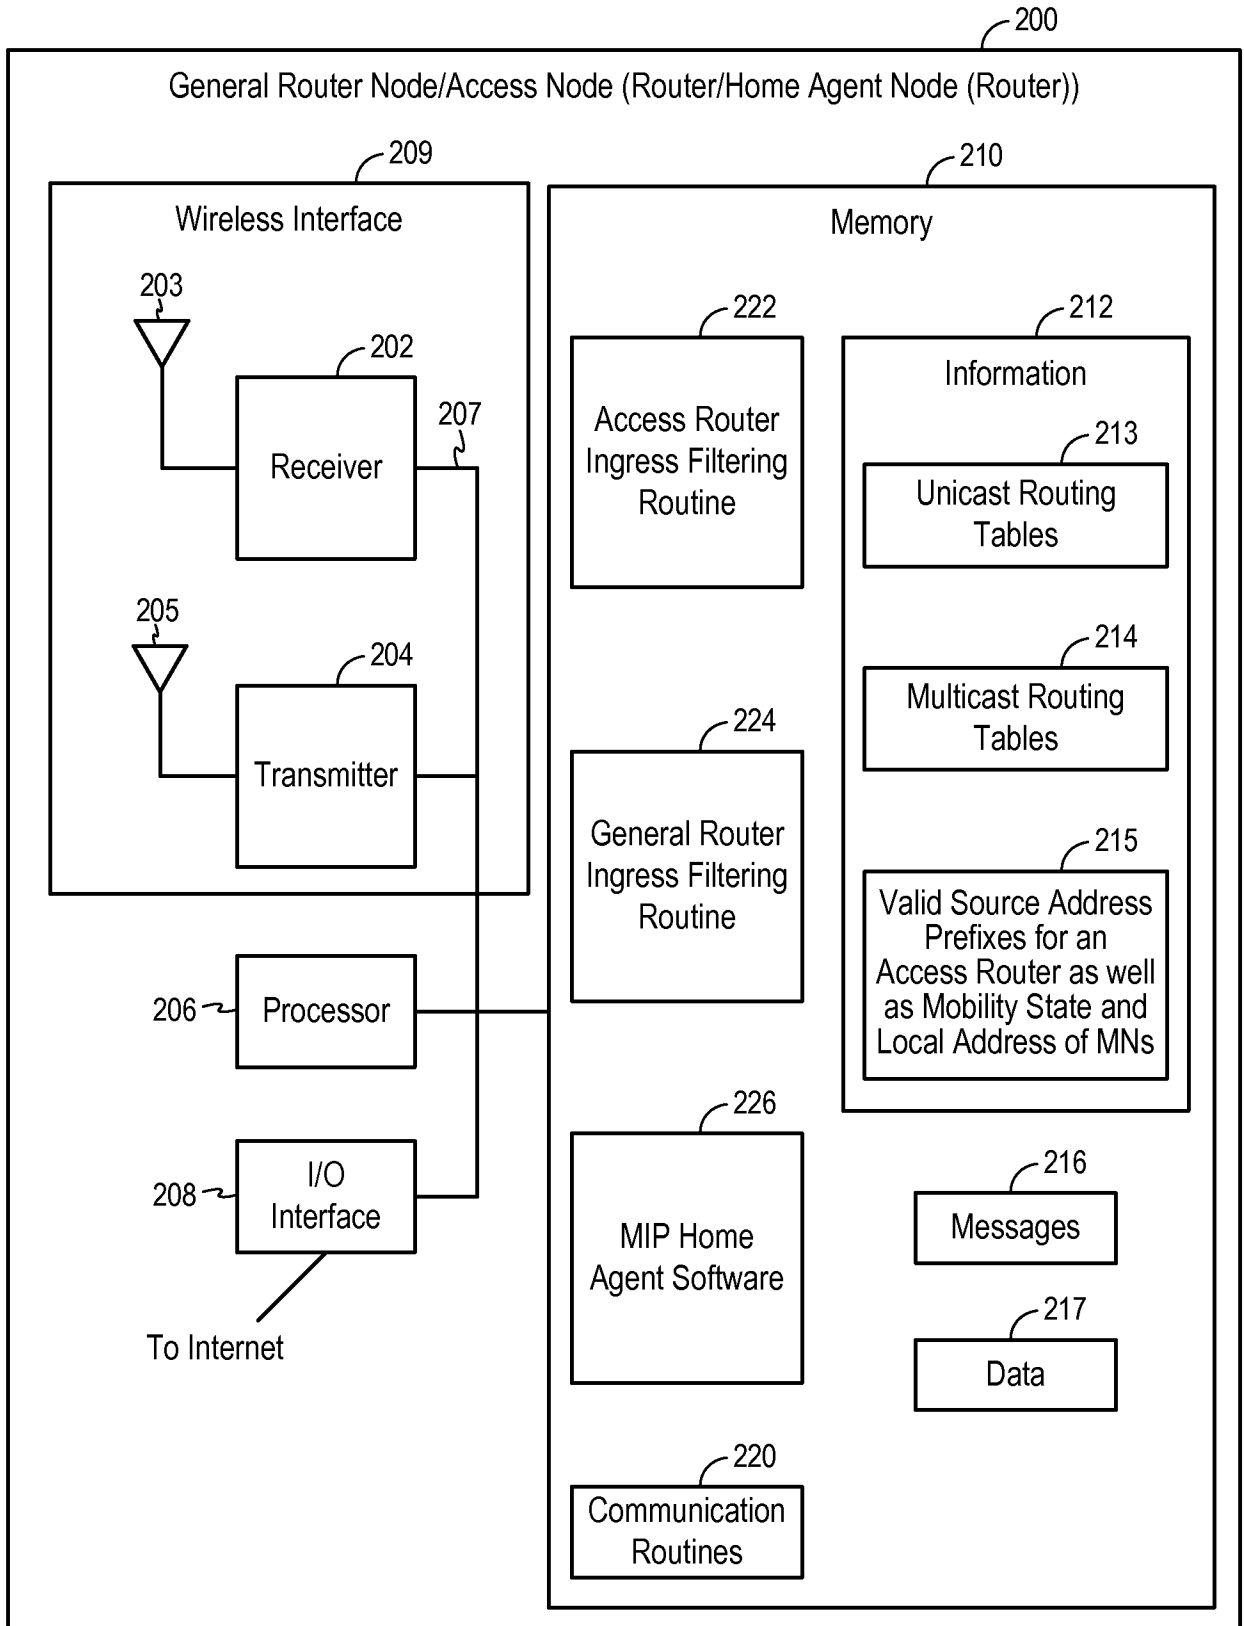 200
General Router Node/Access Node (Router/Home Agent Node (Router))
209
Wireless Interface
203
202
Receiver
207
205
204
Transmitter
206
Processor
208
I/O
Interface
To Internet
210
Memory
222
Access Router
Ingress Filtering
Routine
224
General Router
Ingress Filtering
Routine
226
MIP Home
Agent Software
220
Communication
Routines
212
Information
213
Unicast Routing
Tables
214
Multicast Routing
Tables
215
Valid Source Address
Prefixes for an
Access Router as well
as Mobility State and
Local Address of MNs
216
Messages
217
Data